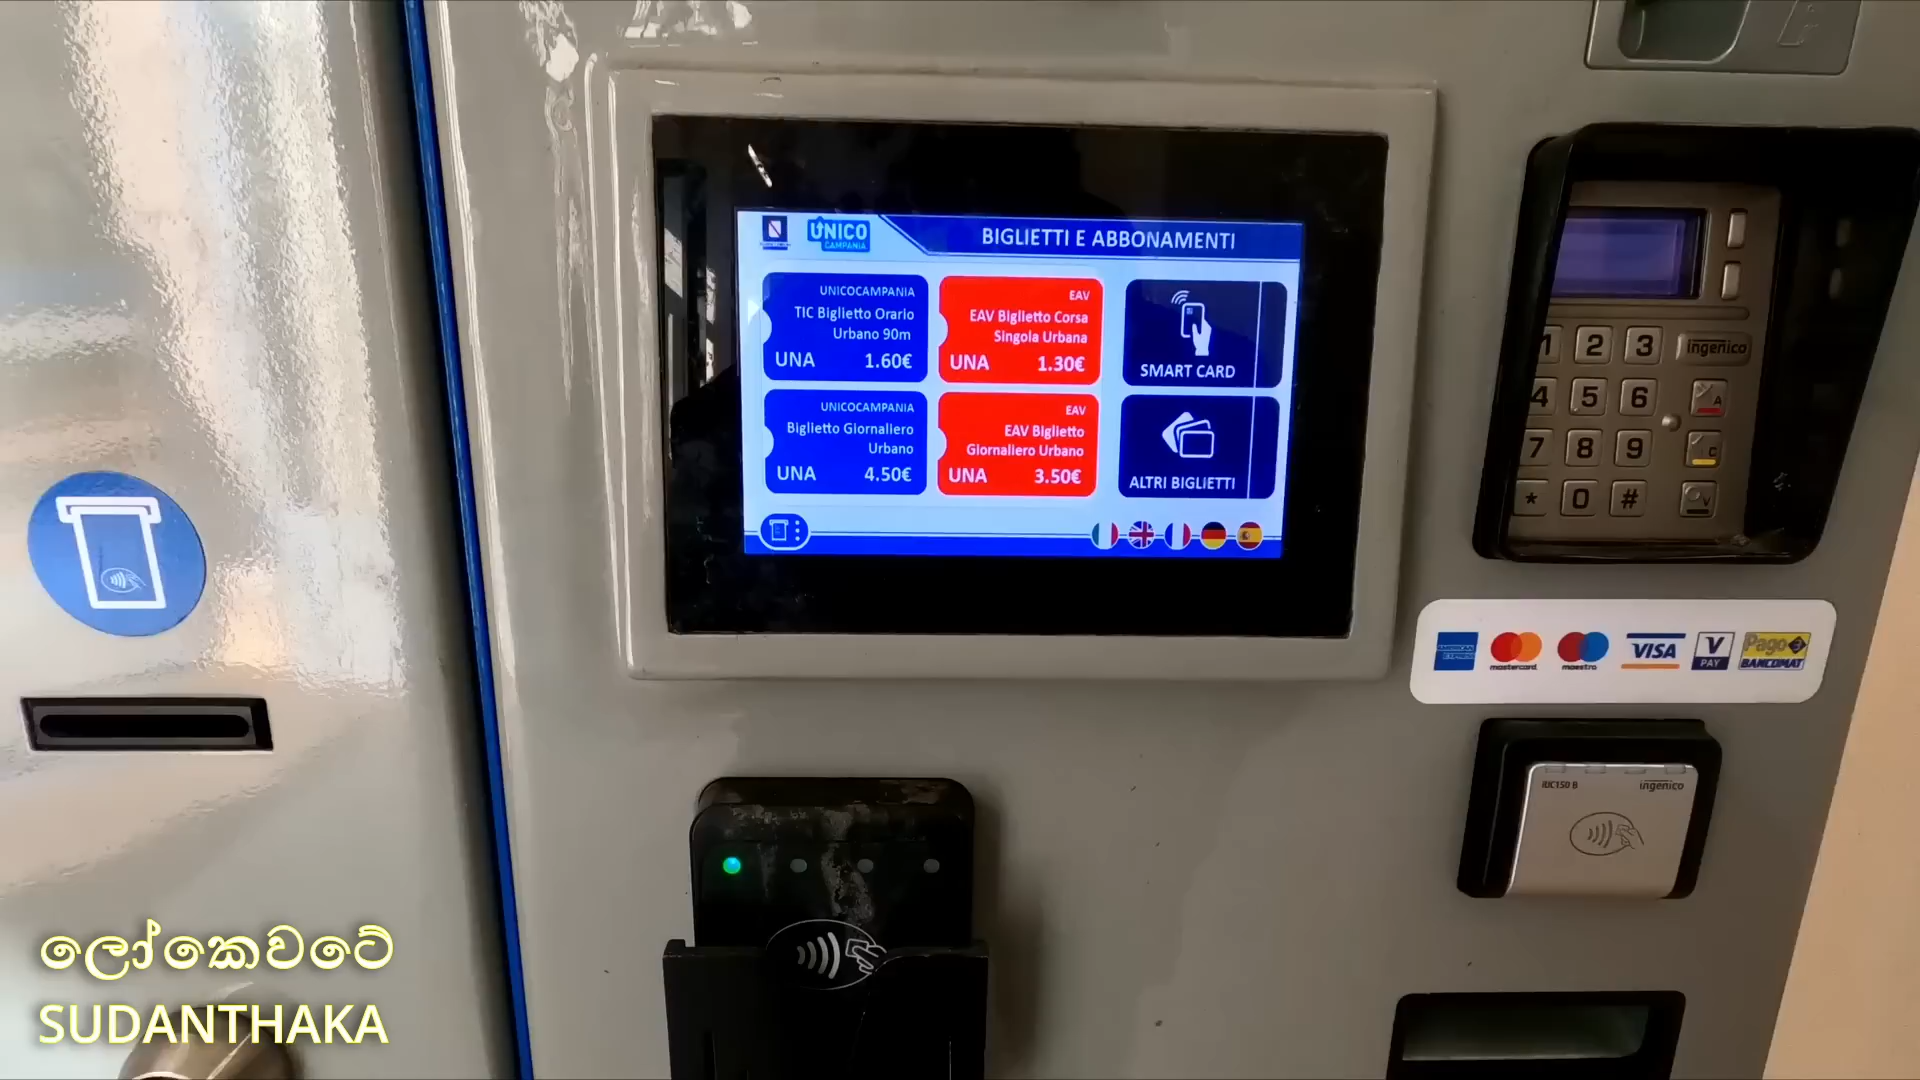 UNICO
CAMPANIA
BIGLIETTI E ABBONAMENTI
UNICOCAMPANIA
TIC Biglietto Orario
Urbano 90m
UNA 1.60€
EAV
EAV Biglietto Corsa
Singola Urbana
UNA 1.30€
SMART CARD
UNICOCAMPANIA
Biglietto Giornaliero
Urbano
UNA 4.50€
EAV
EAV Biglietto
Giornaliero Urbano
UNA 3.50€
ALTRI BIGLIETTI
1 2 3 ingenico
4 5 6 A
7 8 9 C
* 0 # V
AMERICAN EXPRESS
mastercard
maestro
VISA
V PAY
Pago BANCOMAT
iUC150 B ingenico
ලෝකෙවටේ
SUDANTHAKA